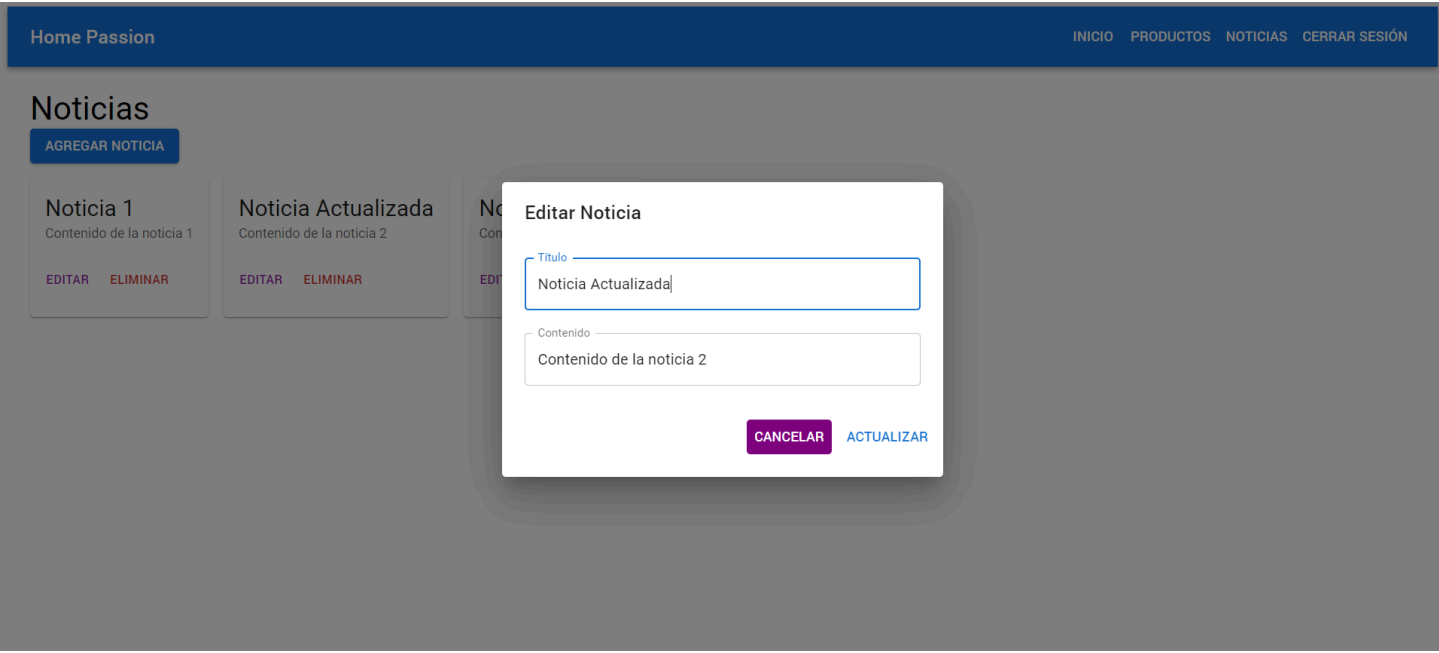 Home Passion
INICIO PRODUCTOS NOTICIAS CERRAR SESIÓN
Noticias
AGREGAR NOTICIA
Noticia 1
Contenido de la noticia 1
EDITAR ELIMINAR
Noticia Actualizada
Contenido de la noticia 2
EDITAR ELIMINAR
Editar Noticia
Título
Noticia Actualizada
Contenido
Contenido de la noticia 2
CANCELAR ACTUALIZAR